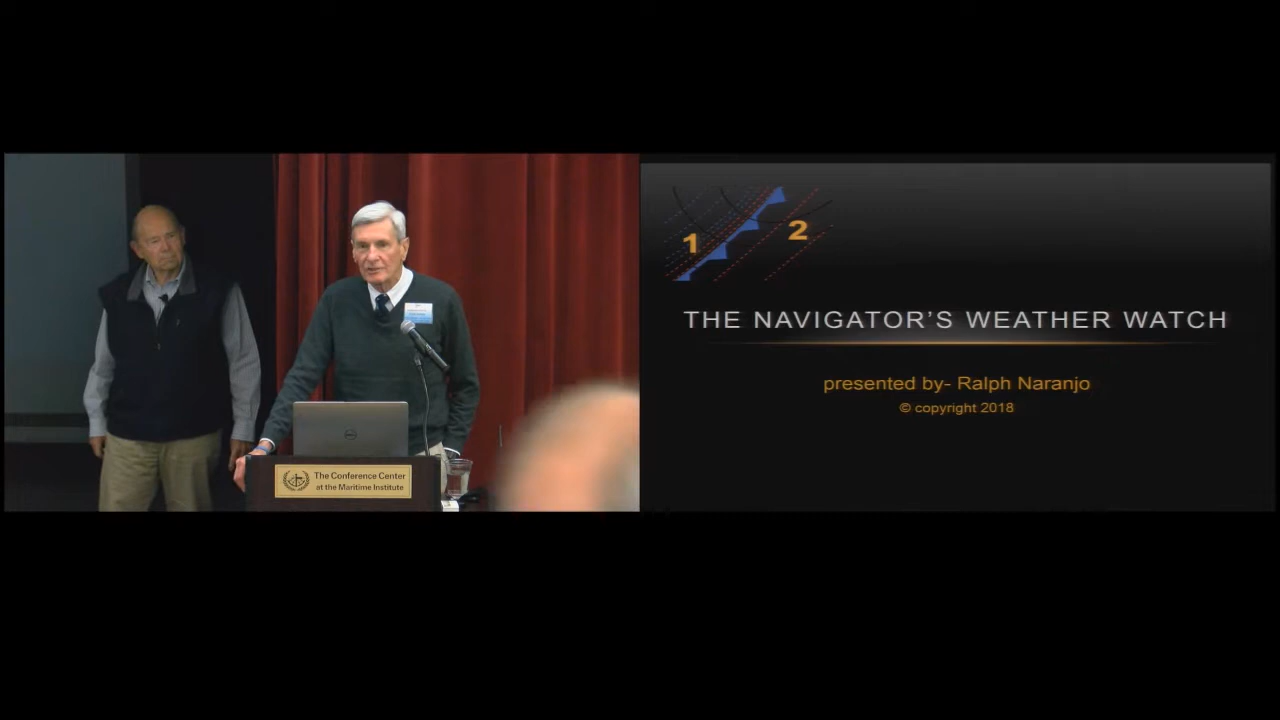 The Conference Center
at the Maritime Institute
1
2
THE NAVIGATOR'S WEATHER WATCH
presented by- Ralph Naranjo
© copyright 2018